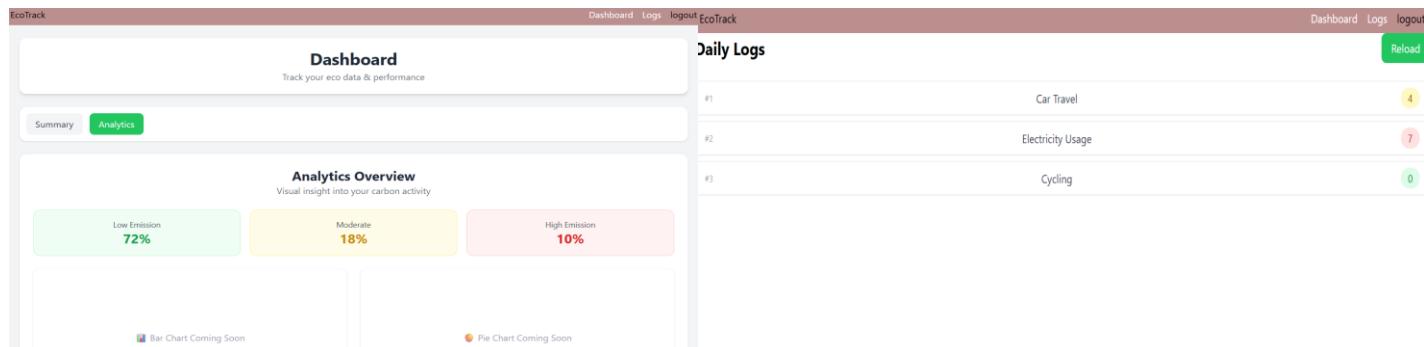 EcoTrack Dashboard Logs logout
Dashboard
Track your eco data & performance
Summary Analytics
Analytics Overview
Visual insight into your carbon activity
Low Emission Moderate High Emission
72% 18% 10%
Bar Chart Coming Soon Pie Chart Coming Soon
EcoTrack Dashboard Logs logout
Daily Logs Reload
#1 Car Travel 4
#2 Electricity Usage 7
#3 Cycling 0